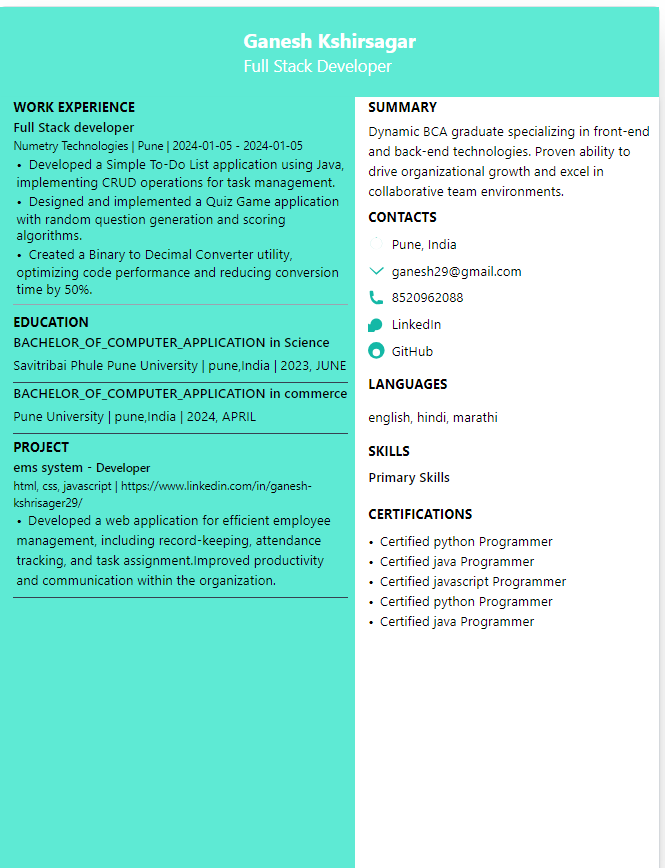 Ganesh Kshirsagar
Full Stack Developer
WORK EXPERIENCE
Full Stack developer
Numetry Technologies | Pune | 2024-01-05 - 2024-01-05
• Developed a Simple To-Do List application using Java,
implementing CRUD operations for task management.
• Designed and implemented a Quiz Game application
with random question generation and scoring
algorithms.
• Created a Binary to Decimal Converter utility,
optimizing code performance and reducing conversion
time by 50%.
EDUCATION
BACHELOR_OF_COMPUTER_APPLICATION in Science
Savitribai Phule Pune University | pune,India | 2023, JUNE
BACHELOR_OF_COMPUTER_APPLICATION in commerce
Pune University | pune,India | 2024, APRIL
PROJECT
ems system - Developer
html, css, javascript | https://www.linkedin.com/in/ganesh-
kshrisager29/
• Developed a web application for efficient employee
management, including record-keeping, attendance
tracking, and task assignment.Improved productivity
and communication within the organization.
SUMMARY
Dynamic BCA graduate specializing in front-end
and back-end technologies. Proven ability to
drive organizational growth and excel in
collaborative team environments.
CONTACTS
Pune, India
ganesh29@gmail.com
8520962088
LinkedIn
GitHub
LANGUAGES
english, hindi, marathi
SKILLS
Primary Skills
CERTIFICATIONS
• Certified python Programmer
• Certified java Programmer
• Certified javascript Programmer
• Certified python Programmer
• Certified java Programmer